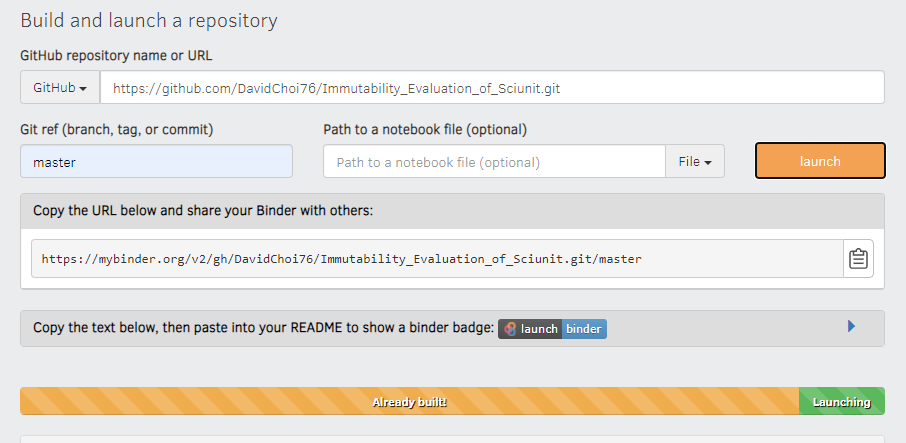 Build and launch a repository
GitHub repository name or URL
GitHub https://github.com/DavidChoi76/Immutability_Evaluation_of_Sciunit.git
Git ref (branch, tag, or commit) Path to a notebook file (optional)
master Path to a notebook file (optional) File launch
Copy the URL below and share your Binder with others:
https://mybinder.org/v2/gh/DavidChoi76/Immutability_Evaluation_of_Sciunit.git/master
Copy the text below, then paste into your README to show a binder badge: launch binder
Already built! Launching